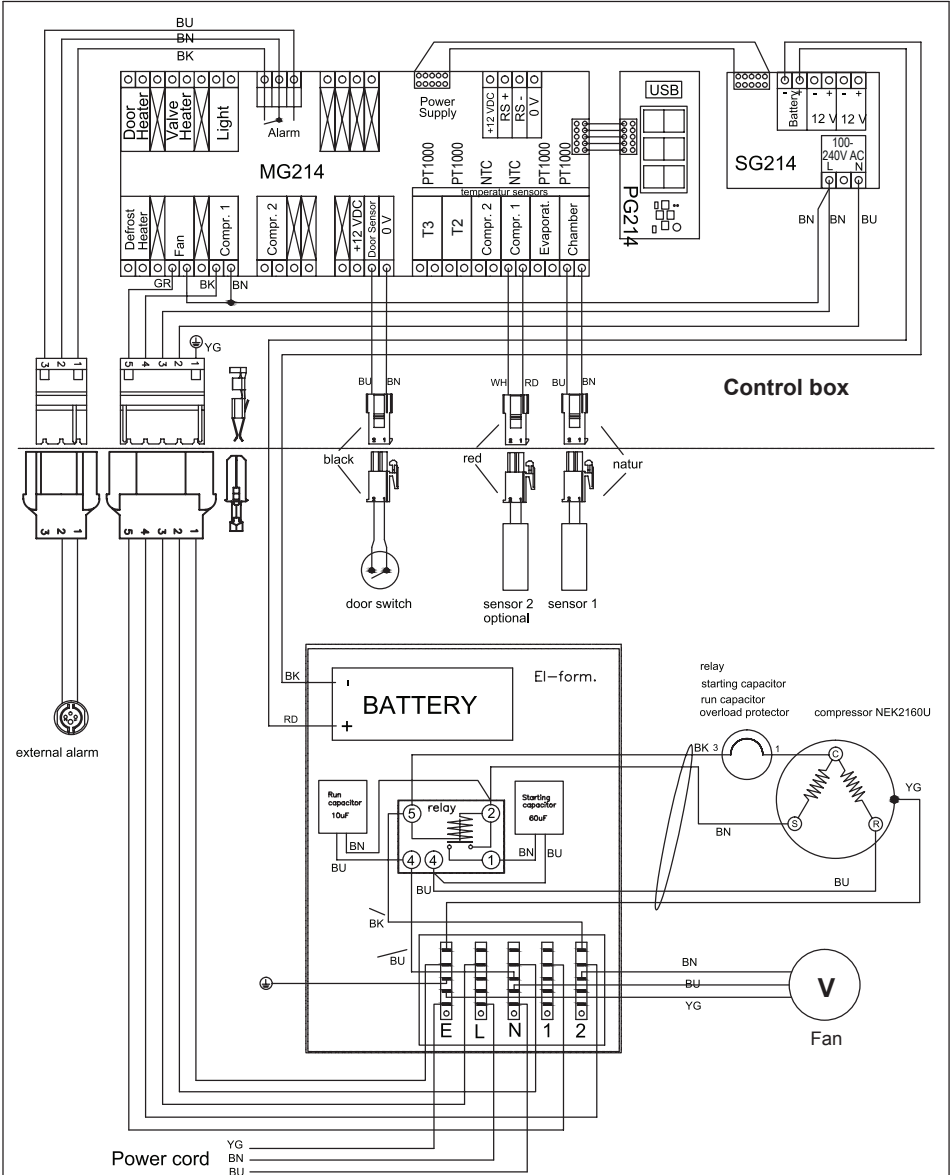 BU
BN
BK
Door Heater
Valve Heater
Light
Alarm
MG214
Power Supply
+12 VDC
RS +
RS -
0 V
PT1000
PT1000
NTC
NTC
PT1000
PT1000
temperatur sensors
Defrost Heater
Fan
Compr. 1
Compr. 2
+12 VDC
Door Sensor
0 V
T3
T2
Compr. 2
Compr. 1
Evaporat.
Chamber
USB
PG214
Battery
- +
- +
- +
12 V
12 V
SG214
100-
240V AC
L N
BN
BN
BU
GR
BK
BN
YG
3 2 1
5 4 3 2 1
BU
BN
WH
RD
BU
BN
Control box
black
red
natur
2 1
2 1
2 1
3 2 1
5 4 3 2 1
door switch
sensor 2
optional
sensor 1
external alarm
BK
-
BATTERY
RD
+
El-form.
relay
starting capacitor
run capacitor
overload protector
compressor NEK2160U
BK 3
1
C
S
R
YG
BN
BU
Run
capacitor
10uF
relay
5
2
4
4
1
Starting
capacitor
60uF
BN
BU
BN
BU
BU
BK
BU
E L N 1 2
BN
BU
YG
V
Fan
Power cord
YG
BN
BU